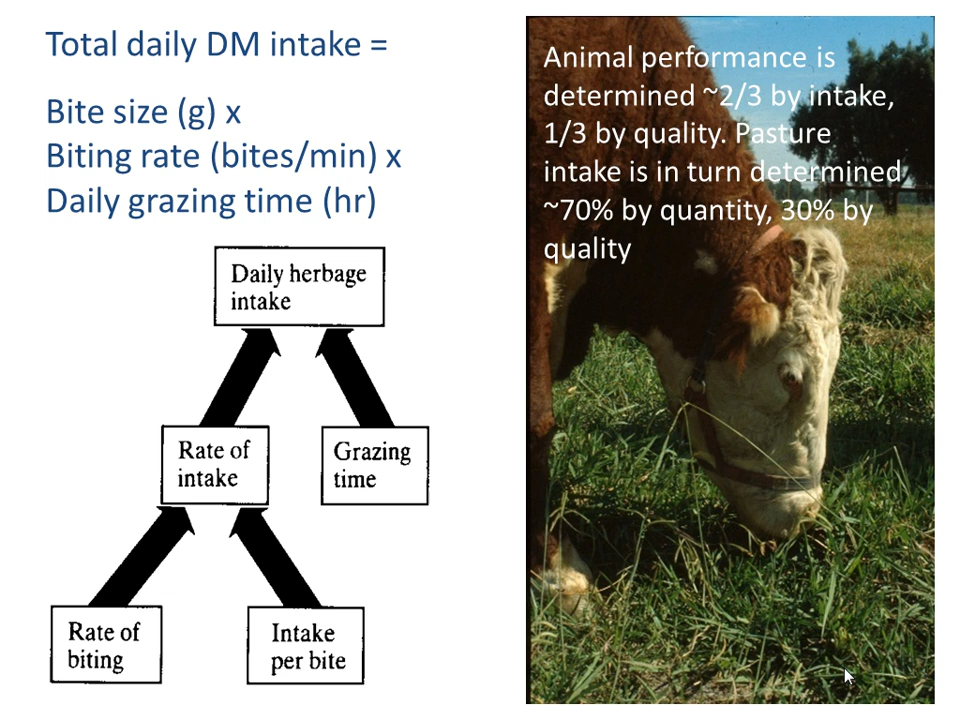 Total daily DM intake =
Bite size (g) x
Biting rate (bites/min) x
Daily grazing time (hr)
Daily herbage
intake
Rate of
intake
Grazing
time
Rate of
biting
Intake
per bite
Animal performance is
determined ~2/3 by intake,
1/3 by quality. Pasture
intake is in turn determined
~70% by quantity, 30% by
quality